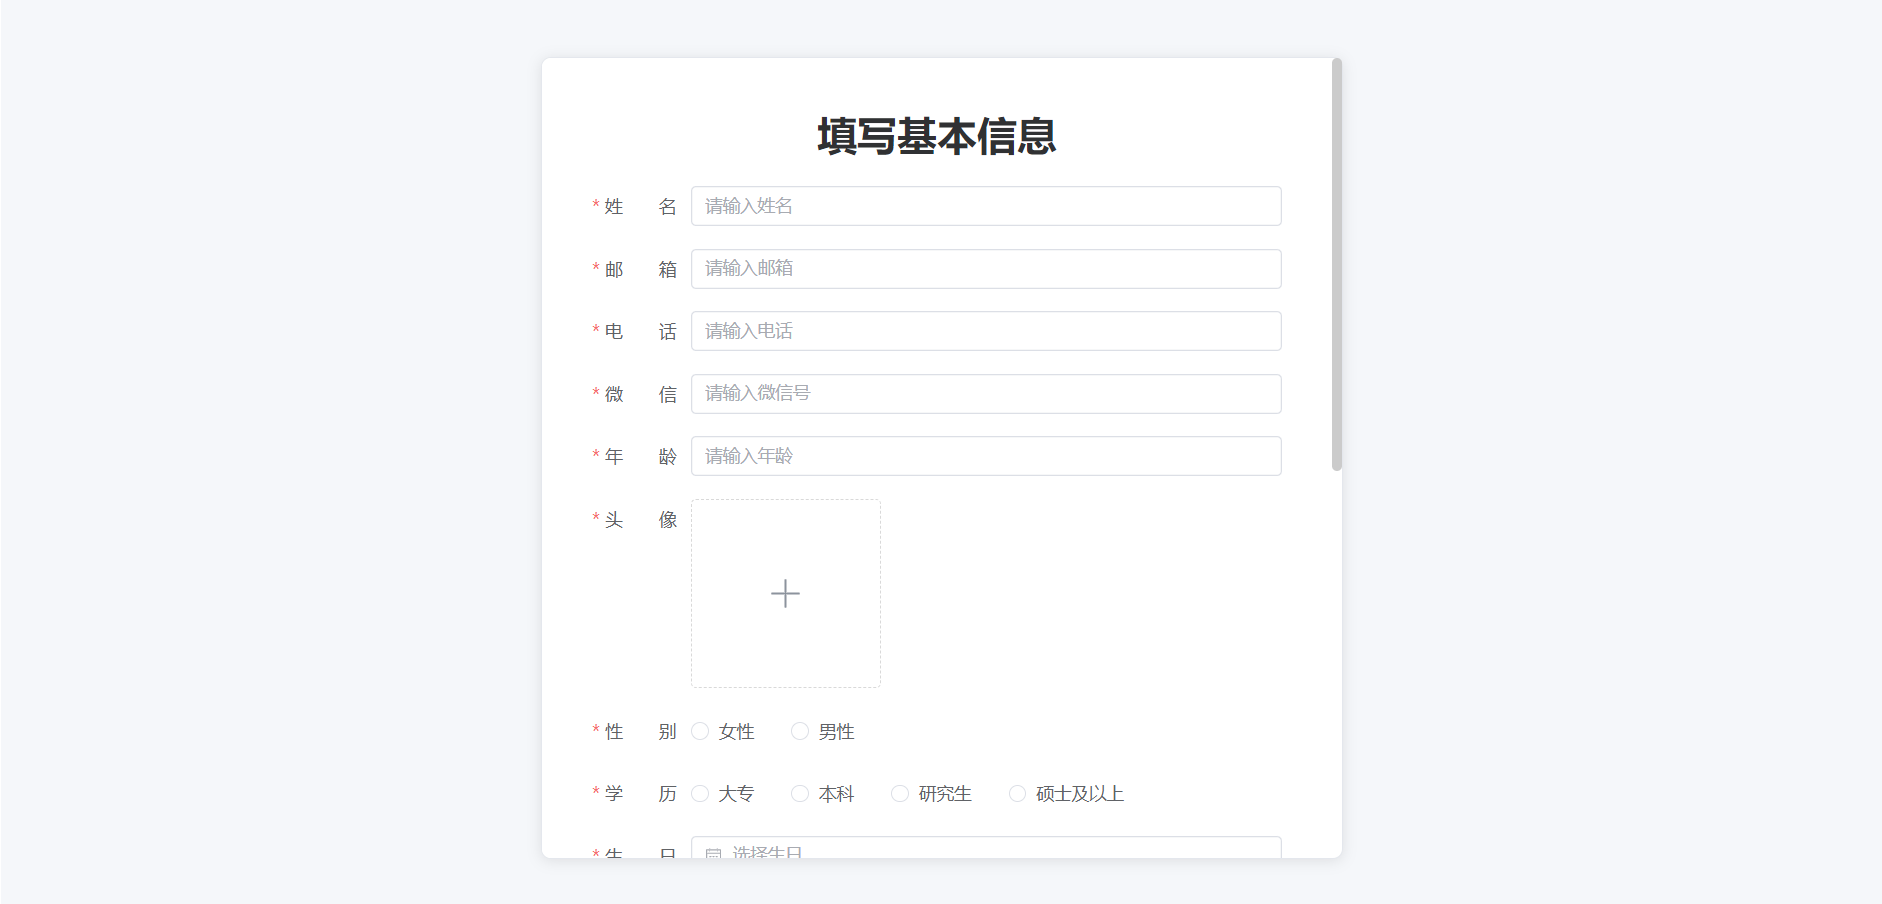 填写基本信息
* 姓 名 请输入姓名
* 邮 箱 请输入邮箱
* 电 话 请输入电话
* 微 信 请输入微信号
* 年 龄 请输入年龄
* 头 像
* 性 别 女性 男性
* 学 历 大专 本科 研究生 硕士及以上
* 生 日 选择生日